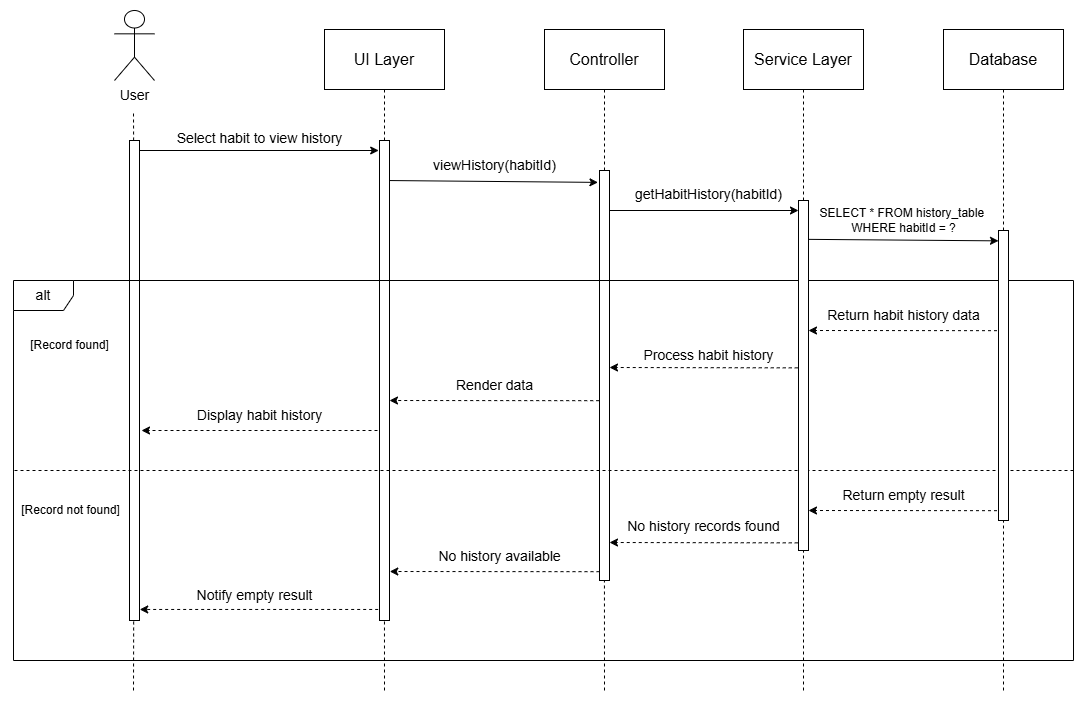 User
UI Layer
Controller
Service Layer
Database
Select habit to view history
viewHistory(habitId)
getHabitHistory(habitId)
SELECT * FROM history_table
WHERE habitId = ?
alt
[Record found]
Return habit history data
Process habit history
Render data
Display habit history
[Record not found]
Return empty result
No history records found
No history available
Notify empty result